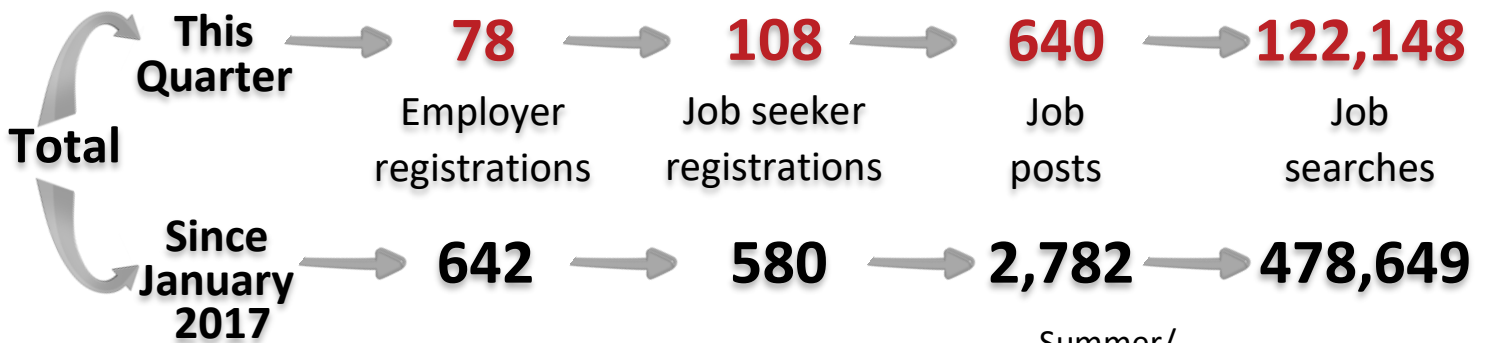 Total
This
Quarter
78
108
640
122,148
Employer
registrations
Job seeker
registrations
Job
posts
Job
searches
Since
January
2017
642
580
2,782
478,649
Summer/